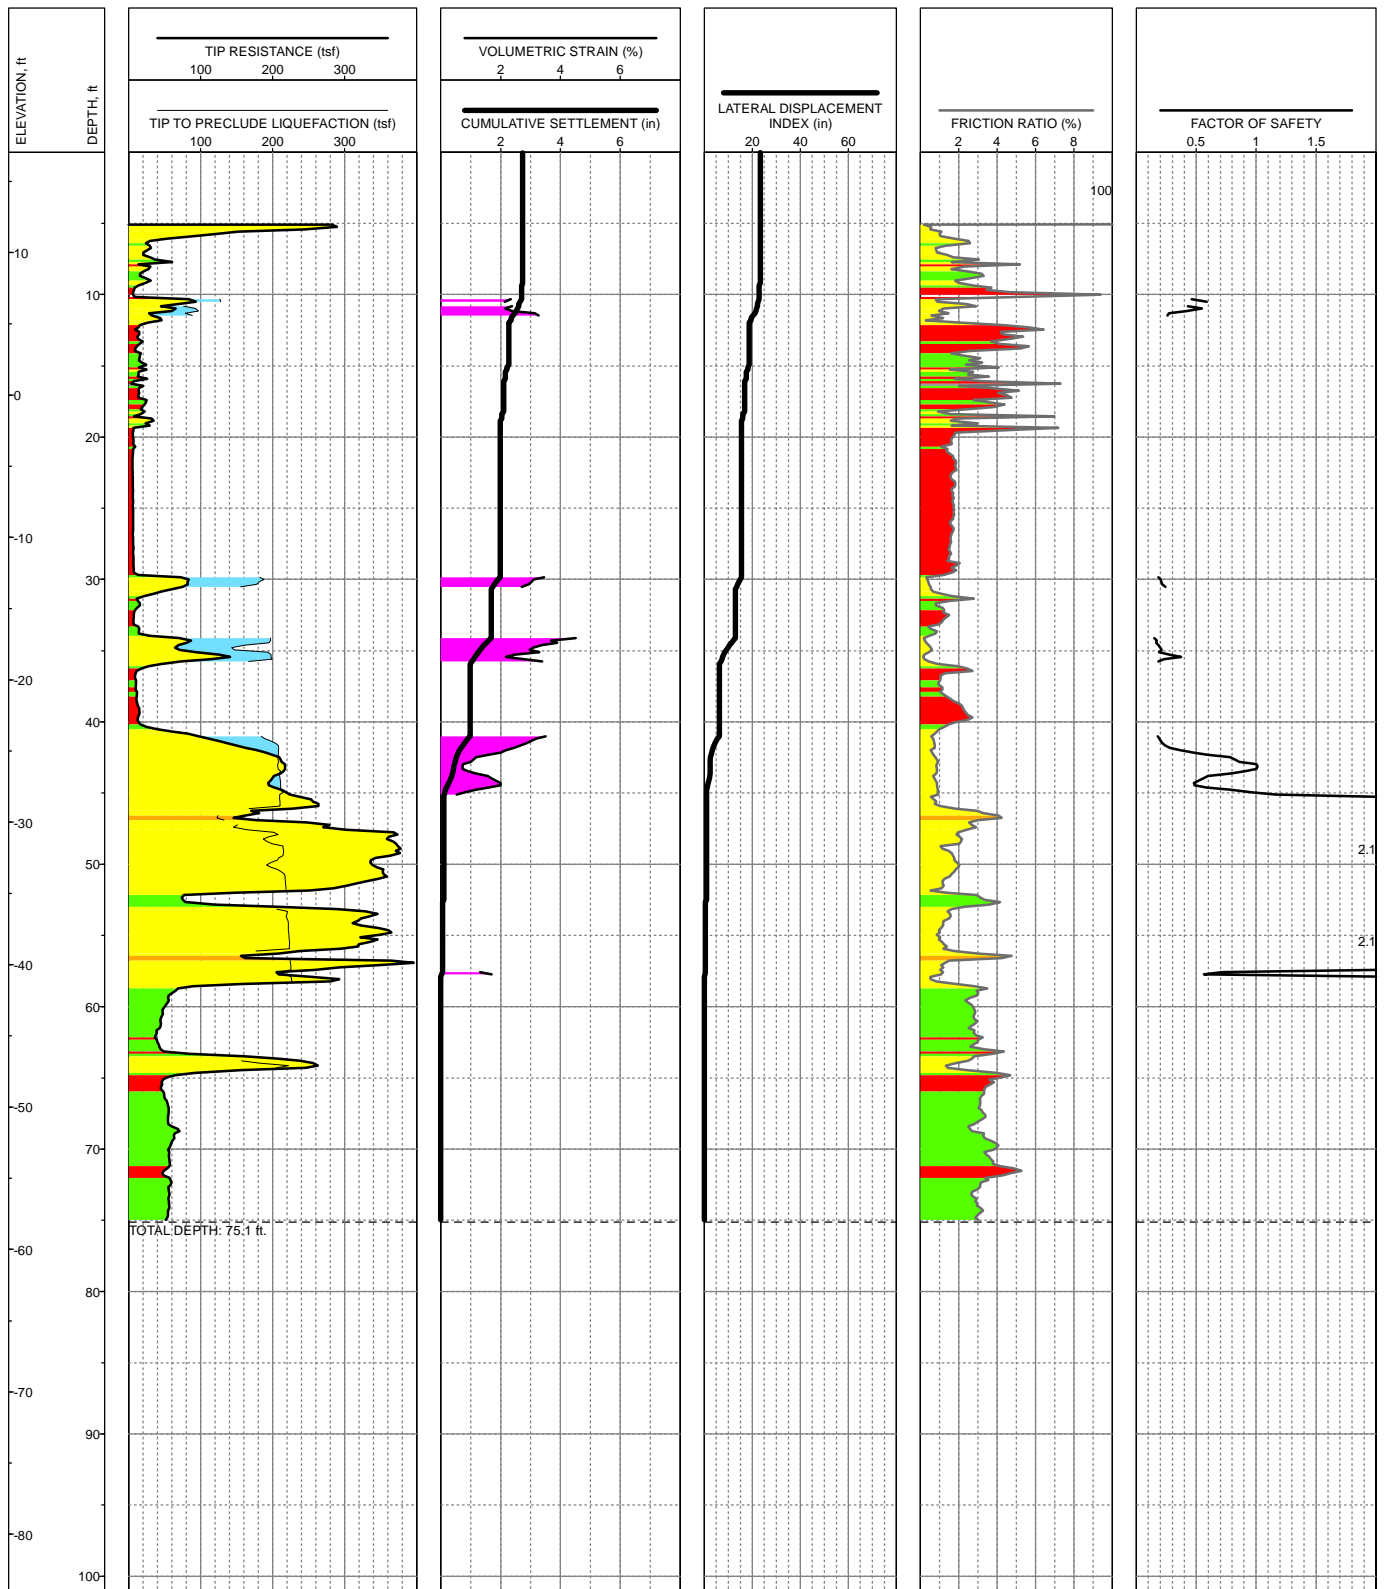 ELEVATION, ft
DEPTH, ft
TIP RESISTANCE (tsf)
100 200 300
TIP TO PRECLUDE LIQUEFACTION (tsf)
100 200 300
VOLUMETRIC STRAIN (%)
2 4 6
CUMULATIVE SETTLEMENT (in)
2 4 6
LATERAL DISPLACEMENT
INDEX (in)
20 40 60
FRICTION RATIO (%)
2 4 6 8
FACTOR OF SAFETY
0.5 1 1.5
100
10
10
0
20
-10
30
-20
40
-30
2.1
50
2.1
-40
60
-50
70
TOTAL DEPTH: 75.1 ft.
-60
80
-70
90
-80
100